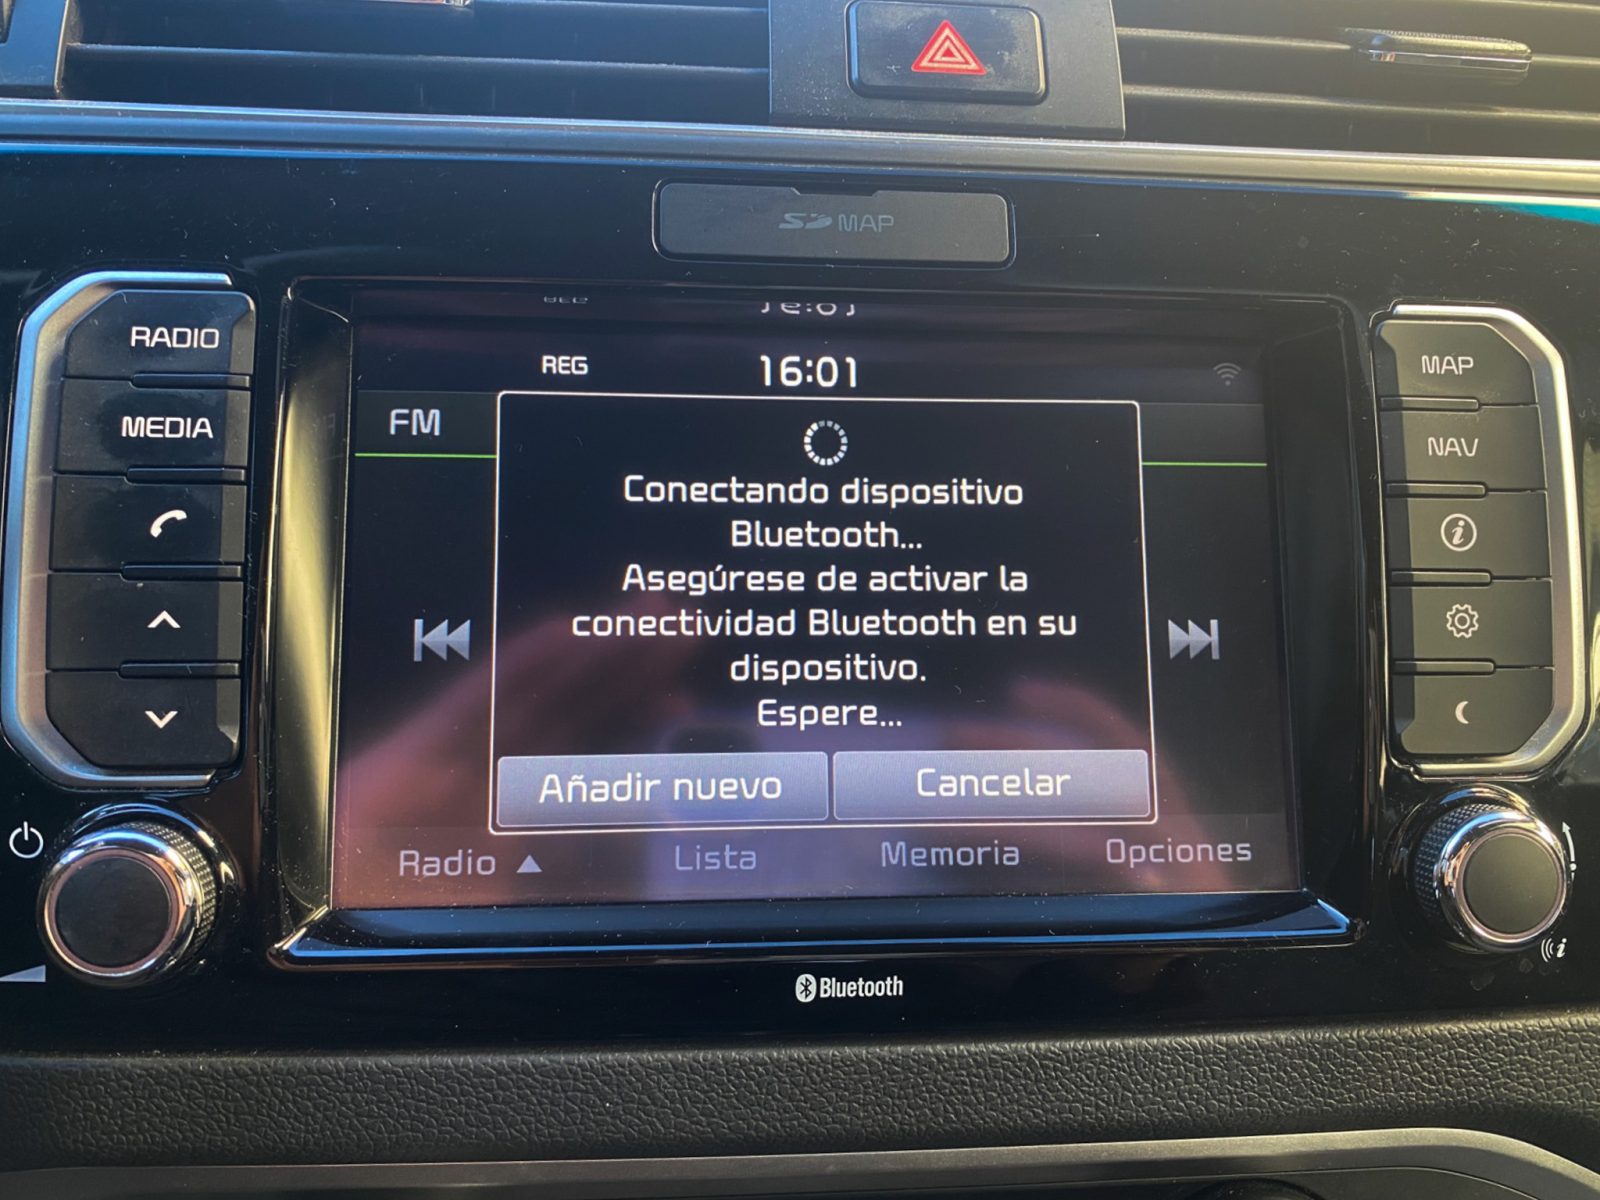 SD MAP
RADIO
MEDIA
MAP
NAV
REG
16:01
FM
Conectando dispositivo
Bluetooth...
Asegúrese de activar la
conectividad Bluetooth en su
dispositivo.
Espere...
Añadir nuevo
Cancelar
Radio
Lista
Memoria
Opciones
Bluetooth